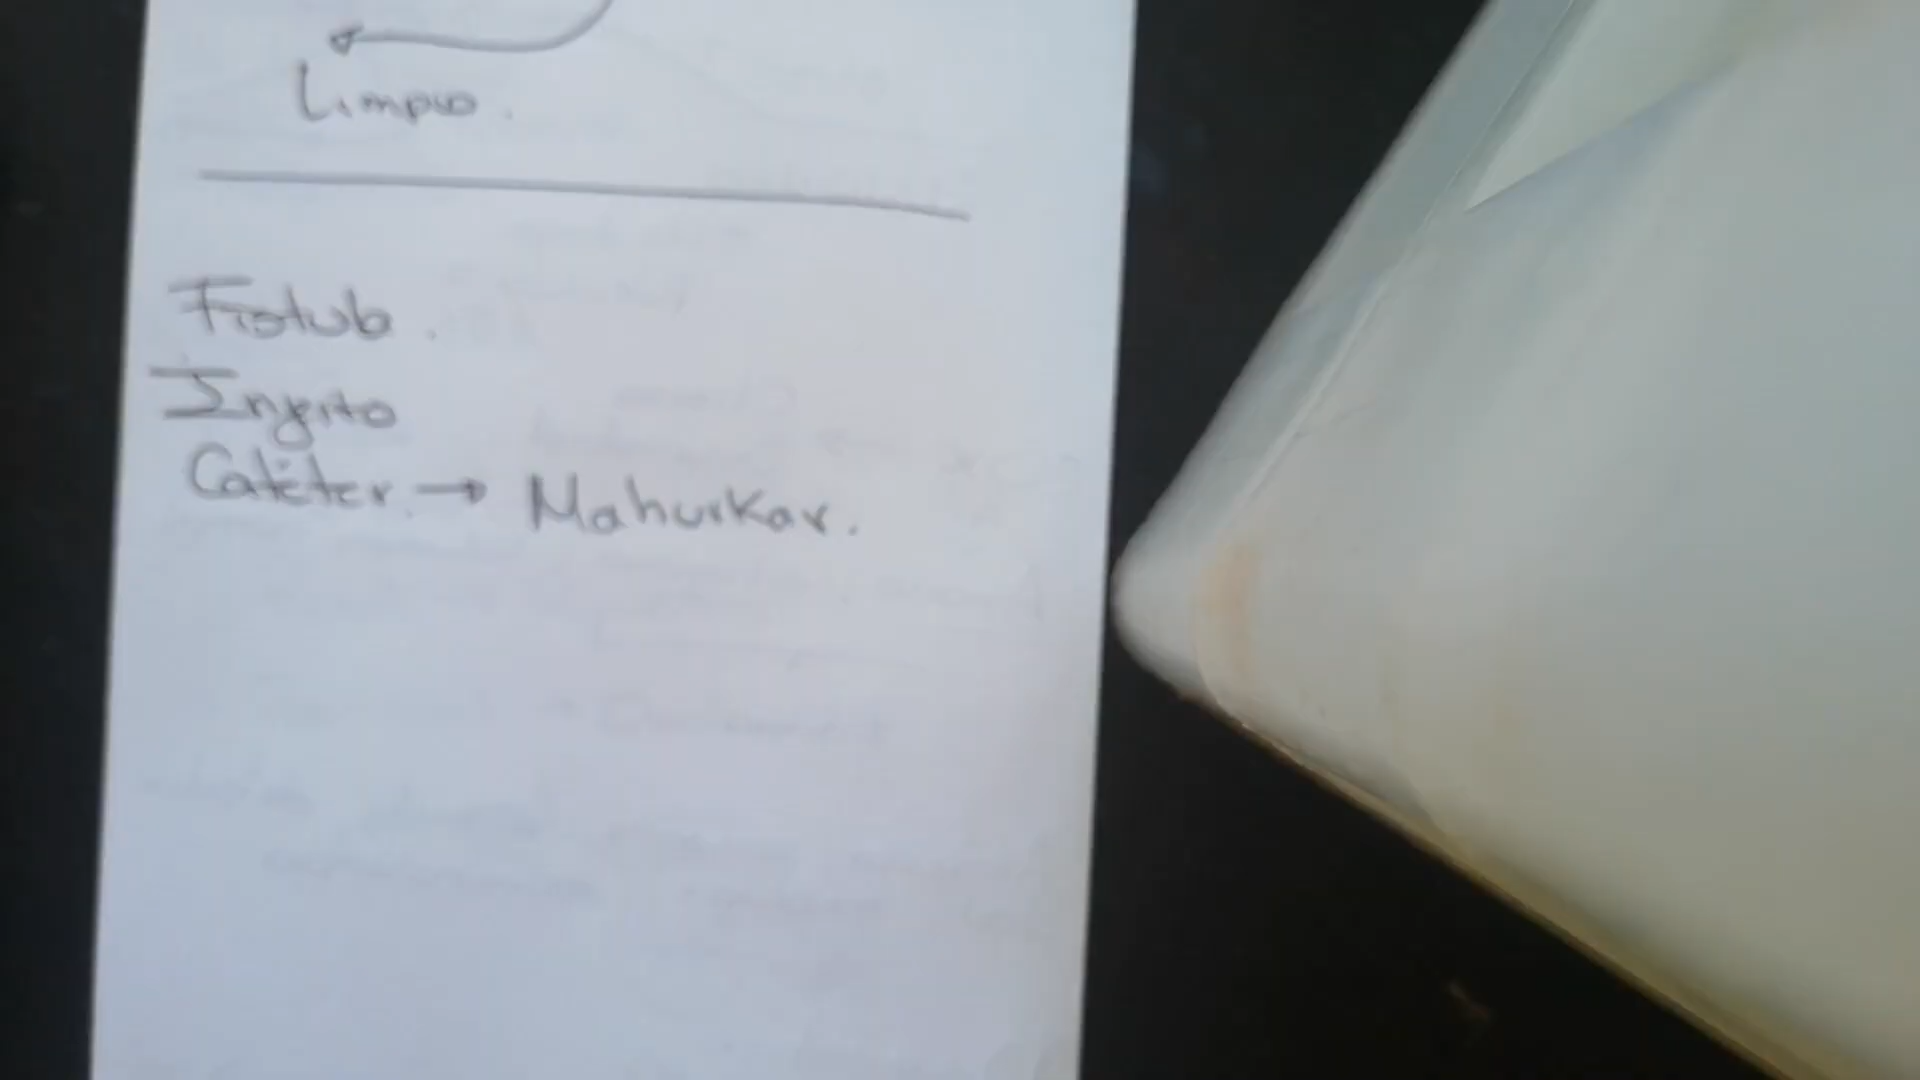 Limpio.
Fistula.
Injerto
Catéter. → Mahurkar.